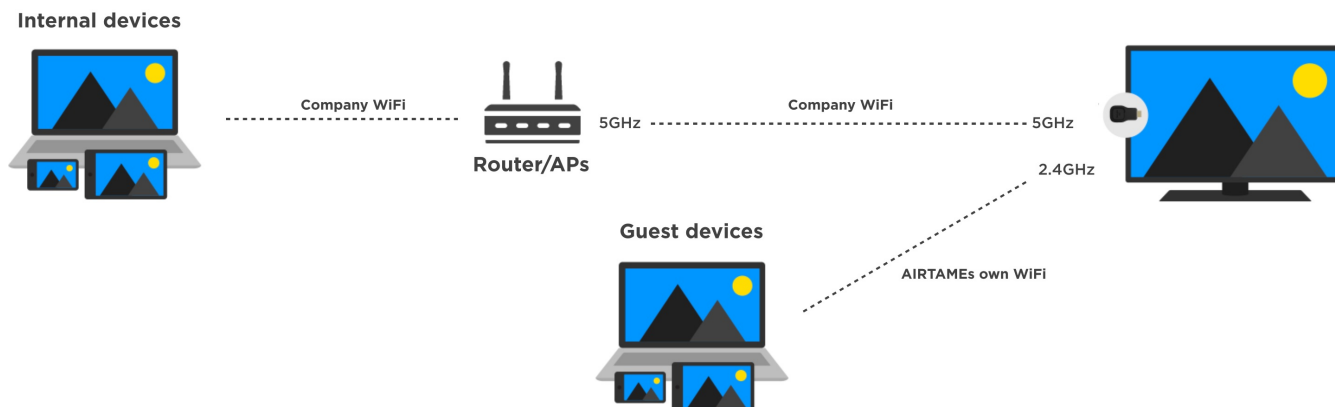 Internal devices
Company WiFi
Router/APs
5GHz
Company WiFi
5GHz
2.4GHz
Guest devices
AIRTAMEs own WiFi